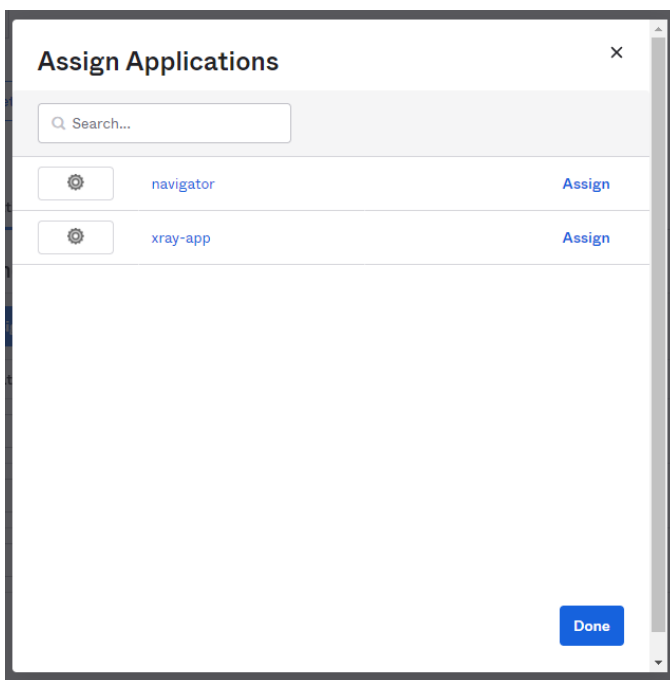 Assign Applications
Search...
navigator Assign
xray-app Assign
Done